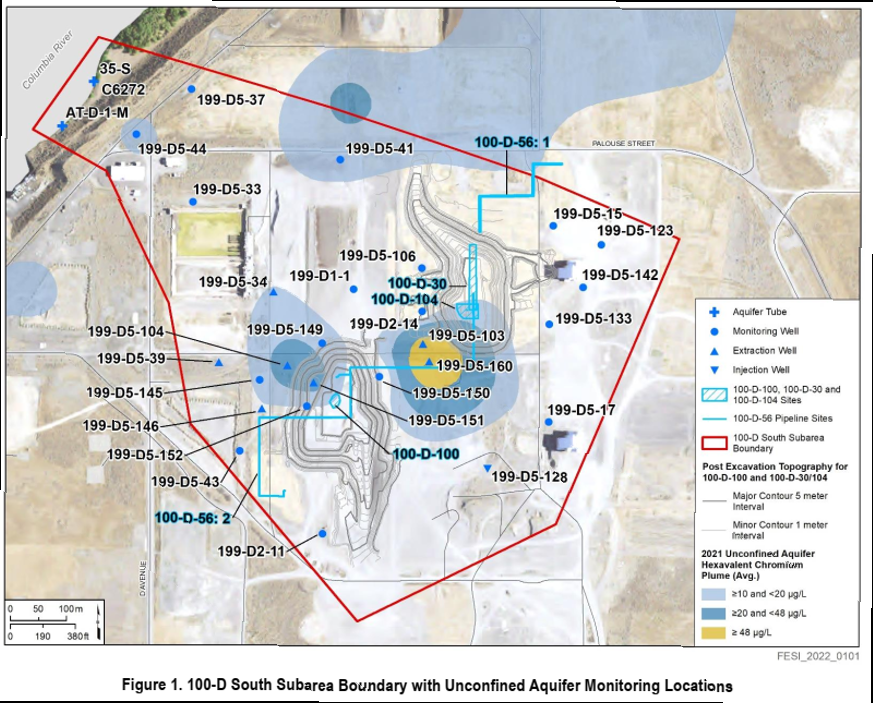 Columbia River
35-S
C6272
AT-D-1-M
199-D5-37
199-D5-44
199-D5-41
100-D-56: 1
PALOUSE STREET
199-D5-33
199-D5-15
199-D5-123
199-D5-106
199-D5-34
199-D1-1
100-D-30
199-D5-142
100-D-104
199-D5-104
199-D5-149
199-D2-14
199-D5-133
199-D5-103
199-D5-39
199-D5-160
199-D5-145
199-D5-150
199-D5-151
199-D5-17
199-D5-146
199-D5-152
100-D-100
199-D5-43
199-D5-128
100-D-56: 2
199-D2-11
D AVENUE
0 50 100 m
0 190 380 ft
Aquifer Tube
Monitoring Well
Extraction Well
Injection Well
100-D-100, 100-D-30 and
100-D-104 Sites
100-D-56 Pipeline Sites
100-D South Subarea
Boundary
Post Excavation Topography for
100-D-100 and 100-D-30/104
Major Contour 5 meter
Interval
Minor Contour 1 meter
Interval
2021 Unconfined Aquifer
Hexavalent Chromium
Plume (Avg.)
≥10 and <20 µg/L
≥20 and <48 µg/L
≥ 48 µg/L
FESI_2022_0101
Figure 1. 100-D South Subarea Boundary with Unconfined Aquifer Monitoring Locations